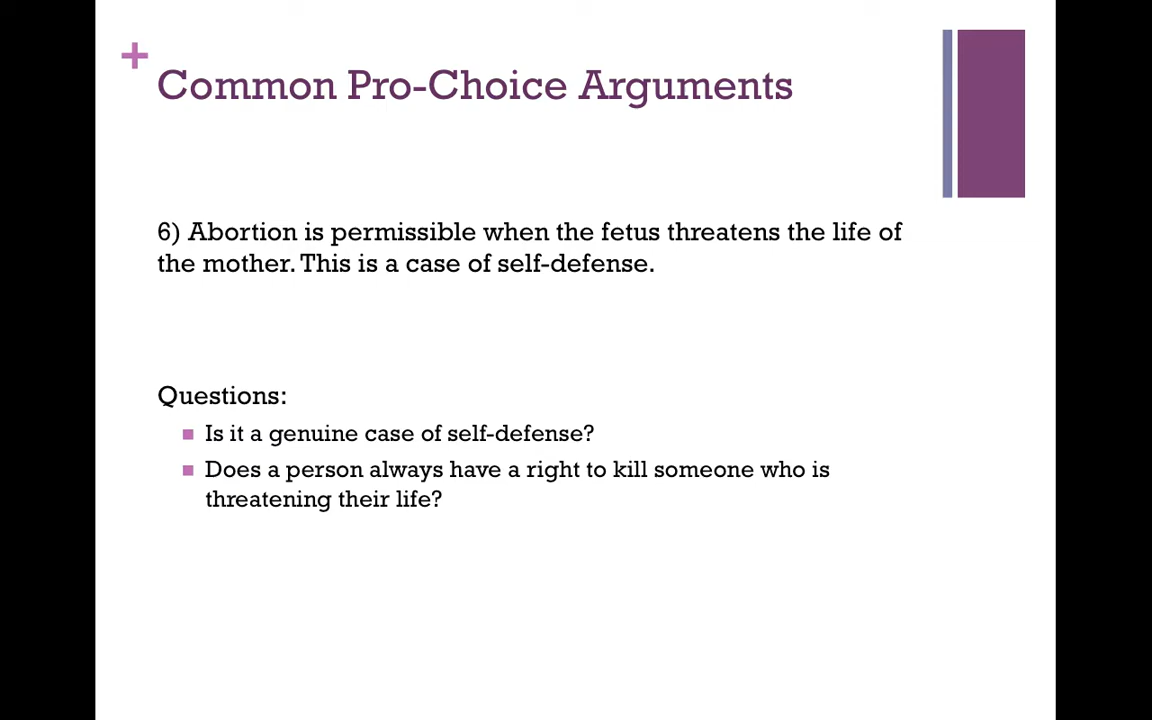 +
Common Pro-Choice Arguments
6) Abortion is permissible when the fetus threatens the life of
the mother. This is a case of self-defense.
Questions:
Is it a genuine case of self-defense?
Does a person always have a right to kill someone who is
threatening their life?